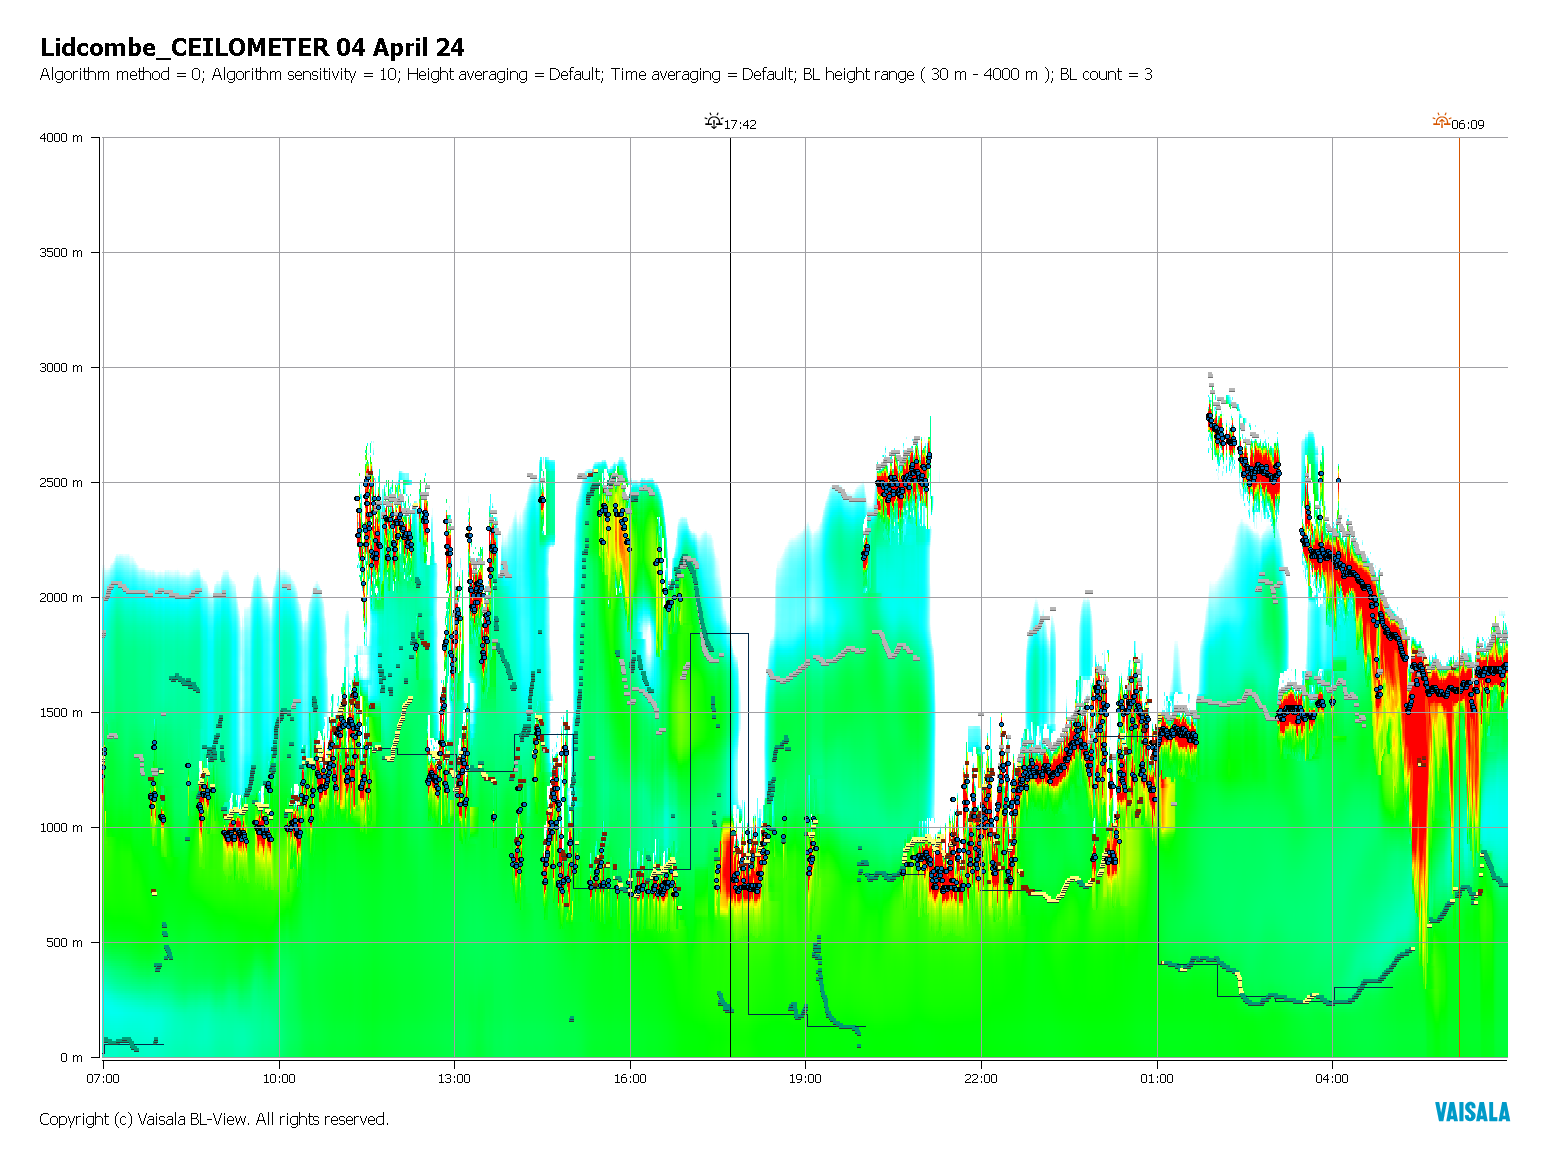 Lidcombe_CEILOMETER 04 April 24
Algorithm method = 0; Algorithm sensitivity = 10; Height averaging = Default; Time averaging = Default; BL height range ( 30 m - 4000 m ); BL count = 3
17:42
06:09
4000 m
3500 m
3000 m
2500 m
2000 m
1500 m
1000 m
500 m
0 m
07:00 10:00 13:00 16:00 19:00 22:00 01:00 04:00
Copyright (c) Vaisala BL-View. All rights reserved.
VAISALA